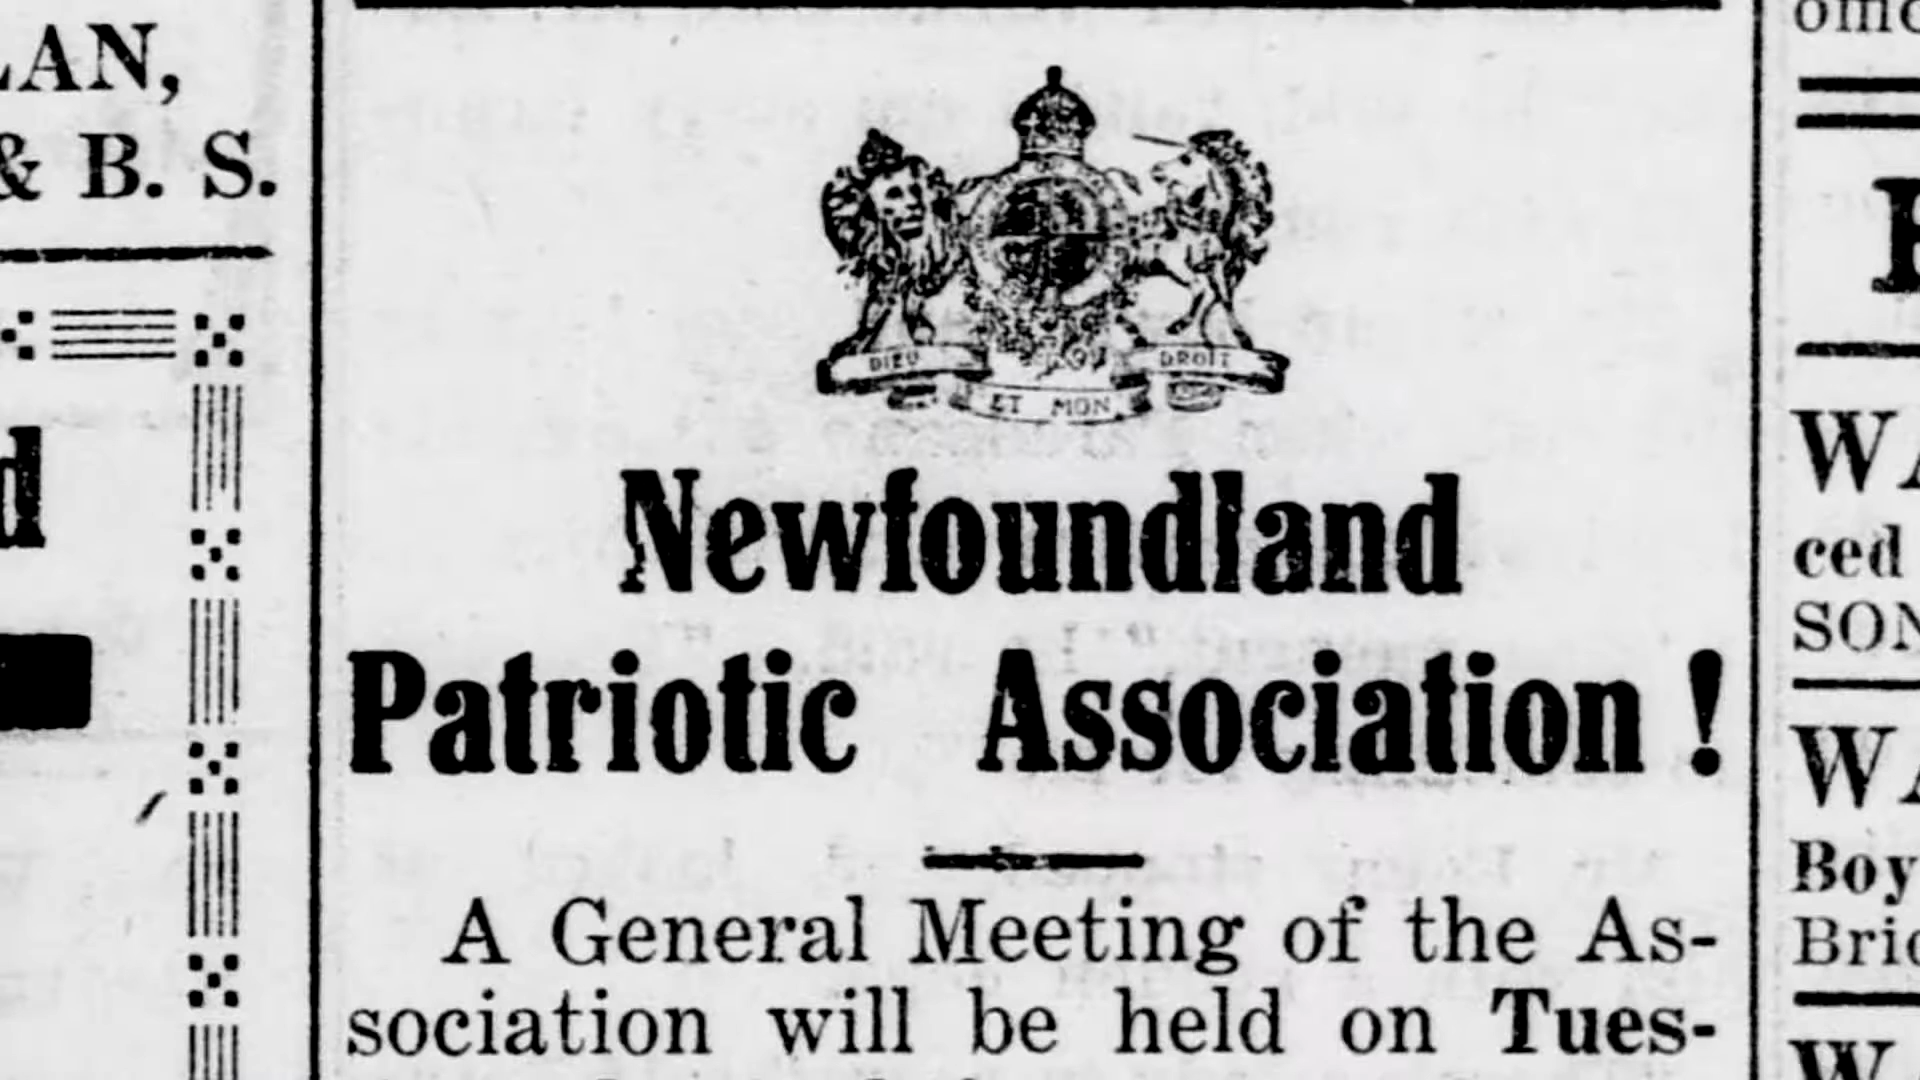 LAN,
& B. S.
d
DIEU
DROIT
ET MON
Newfoundland
Patriotic Association!
A General Meeting of the As-
sociation will be held on Tues-
ced
SON
Boy